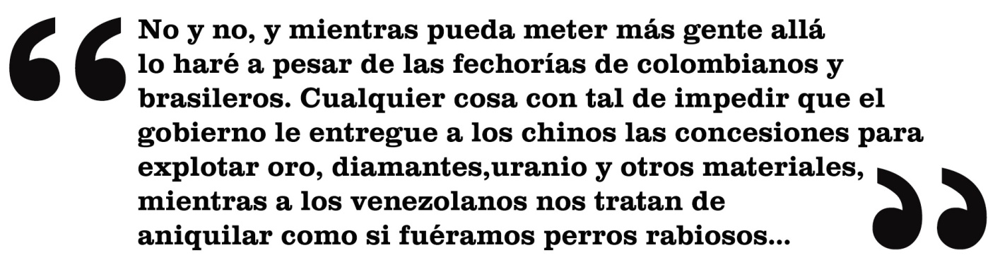 “No y no, y mientras pueda meter más gente allá
lo haré a pesar de las fechorías de colombianos y
brasileros. Cualquier cosa con tal de impedir que el
gobierno le entregue a los chinos las concesiones para
explotar oro, diamantes,uranio y otros materiales,
mientras a los venezolanos nos tratan de
aniquilar como si fuéramos perros rabiosos...”